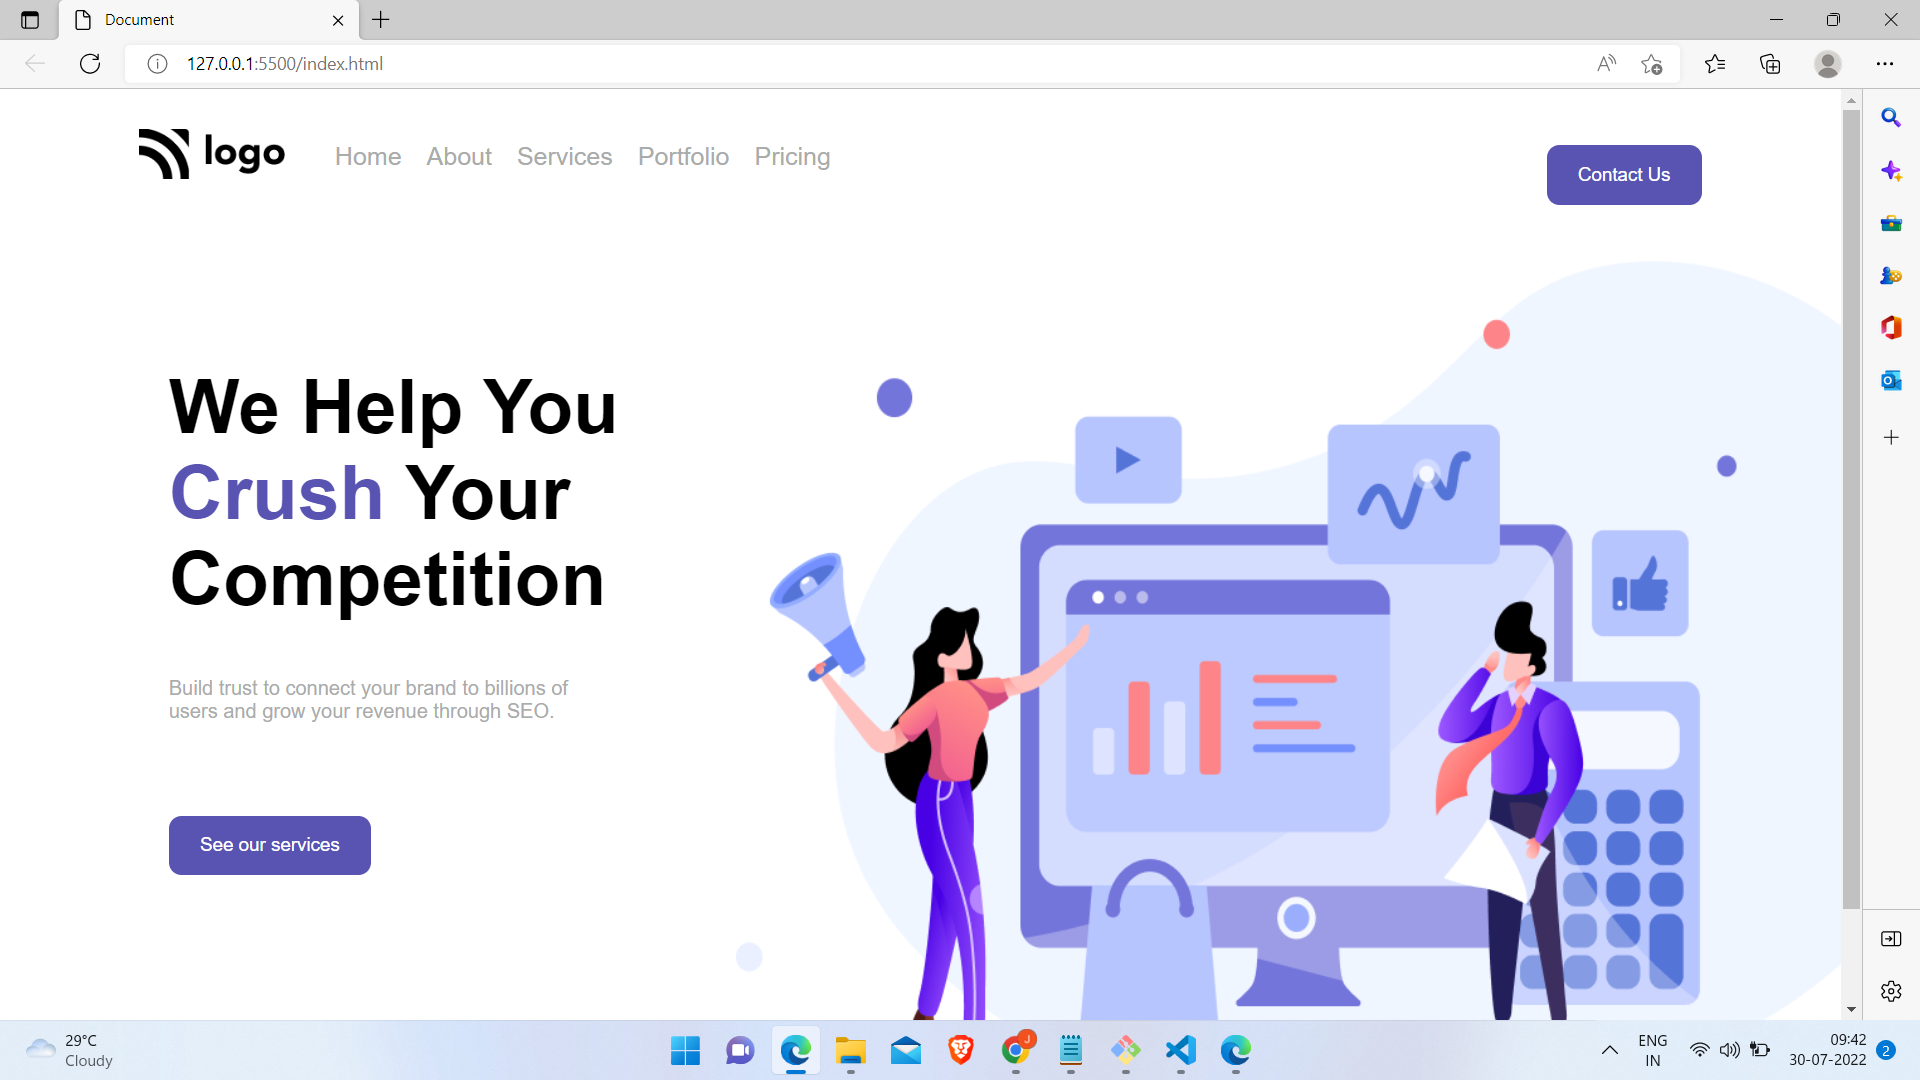 Document
127.0.0.1:5500/index.html
logo
Home About Services Portfolio Pricing
Contact Us
We Help You
Crush Your
Competition
Build trust to connect your brand to billions of
users and grow your revenue through SEO.
See our services
29°C
Cloudy
J
ENG
IN
09:42
30-07-2022
2